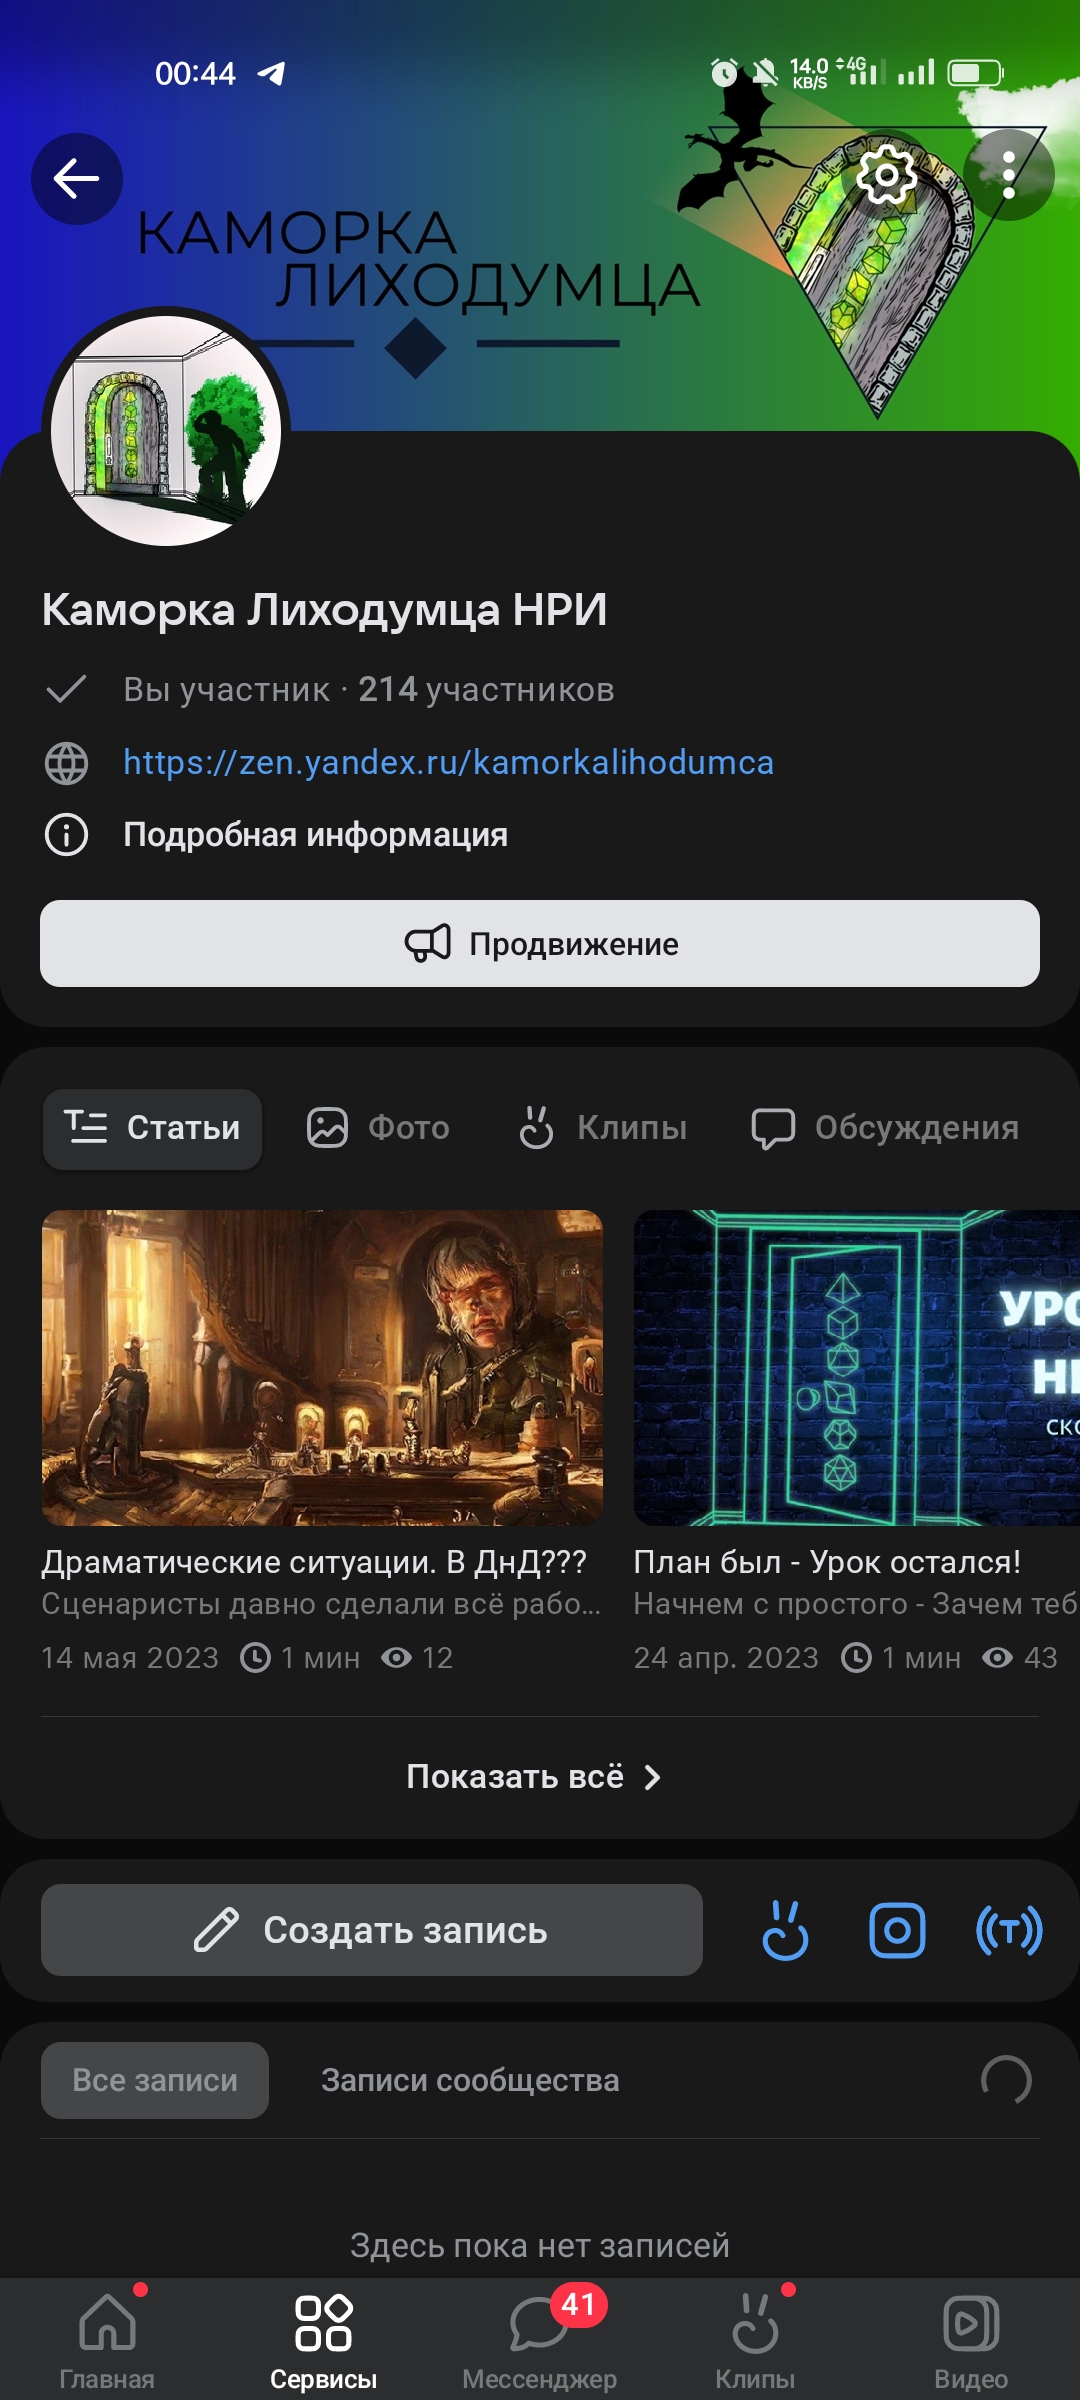 00:44
14.0 KB/S
4G
КАМОРКА
ЛИХОДУМЦА
Каморка Лиходумца НРИ
Вы участник · 214 участников
https://zen.yandex.ru/kamorkalihodumca
Подробная информация
Продвижение
Статьи Фото Клипы Обсуждения
УРО
НР
СКО
Драматические ситуации. В ДнД???
Сценаристы давно сделали всё рабо...
14 мая 2023 1 мин 12
План был - Урок остался!
Начнем с простого - Зачем теб
24 апр. 2023 1 мин 43
Показать всё
Создать запись
Все записи Записи сообщества
Здесь пока нет записей
41
Главная Сервисы Мессенджер Клипы Видео